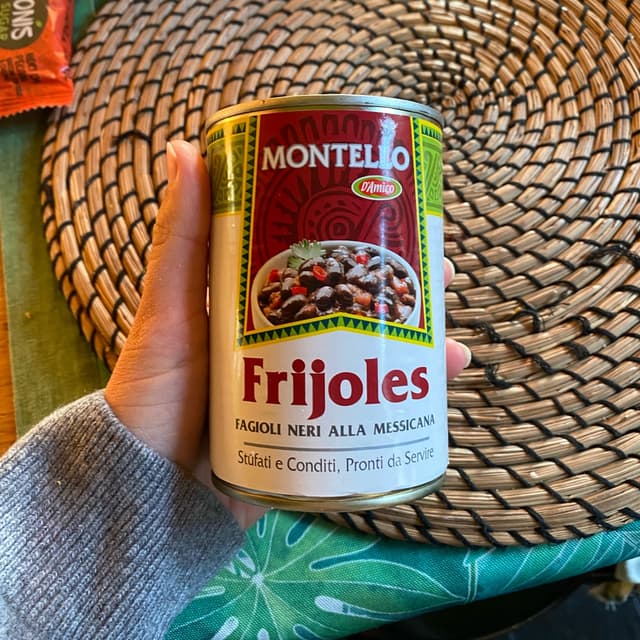 MONTELLO
D'Amico
Frijoles
FAGIOLI NERI ALLA MESSICANA
Stufati e Conditi, Pronti da Servire